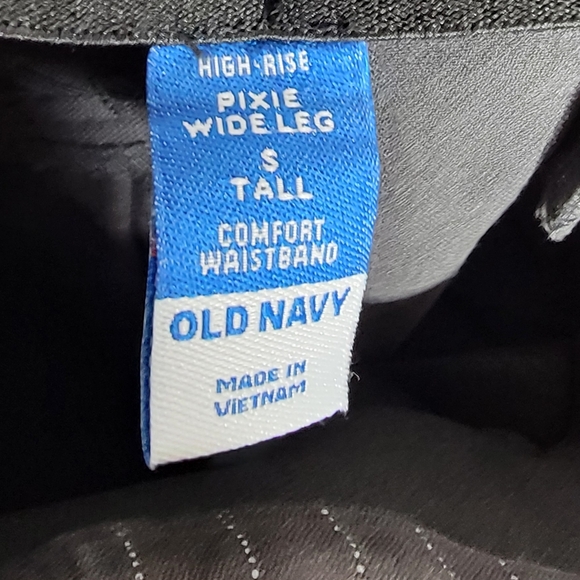 HIGH-RISE
PIXIE
WIDE LEG
S
TALL
COMFORT
WAISTBAND
OLD NAVY
MADE IN
VIETNAM